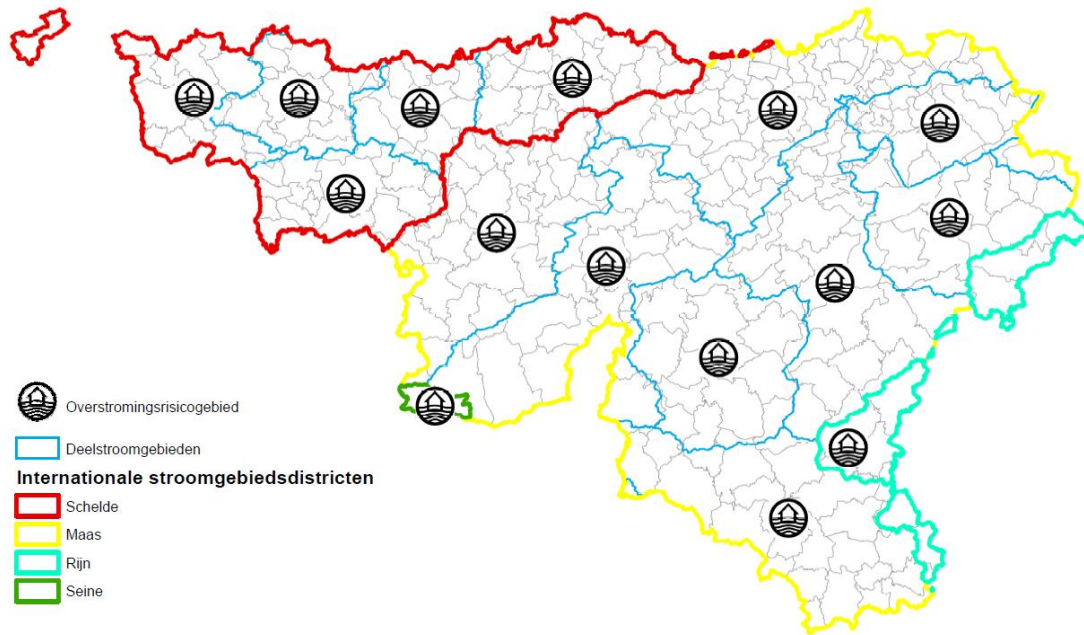 Overstromingsrisicogebied
Deelstroomgebieden
Internationale stroomgebiedsdistricten
Schelde
Maas
Rijn
Seine